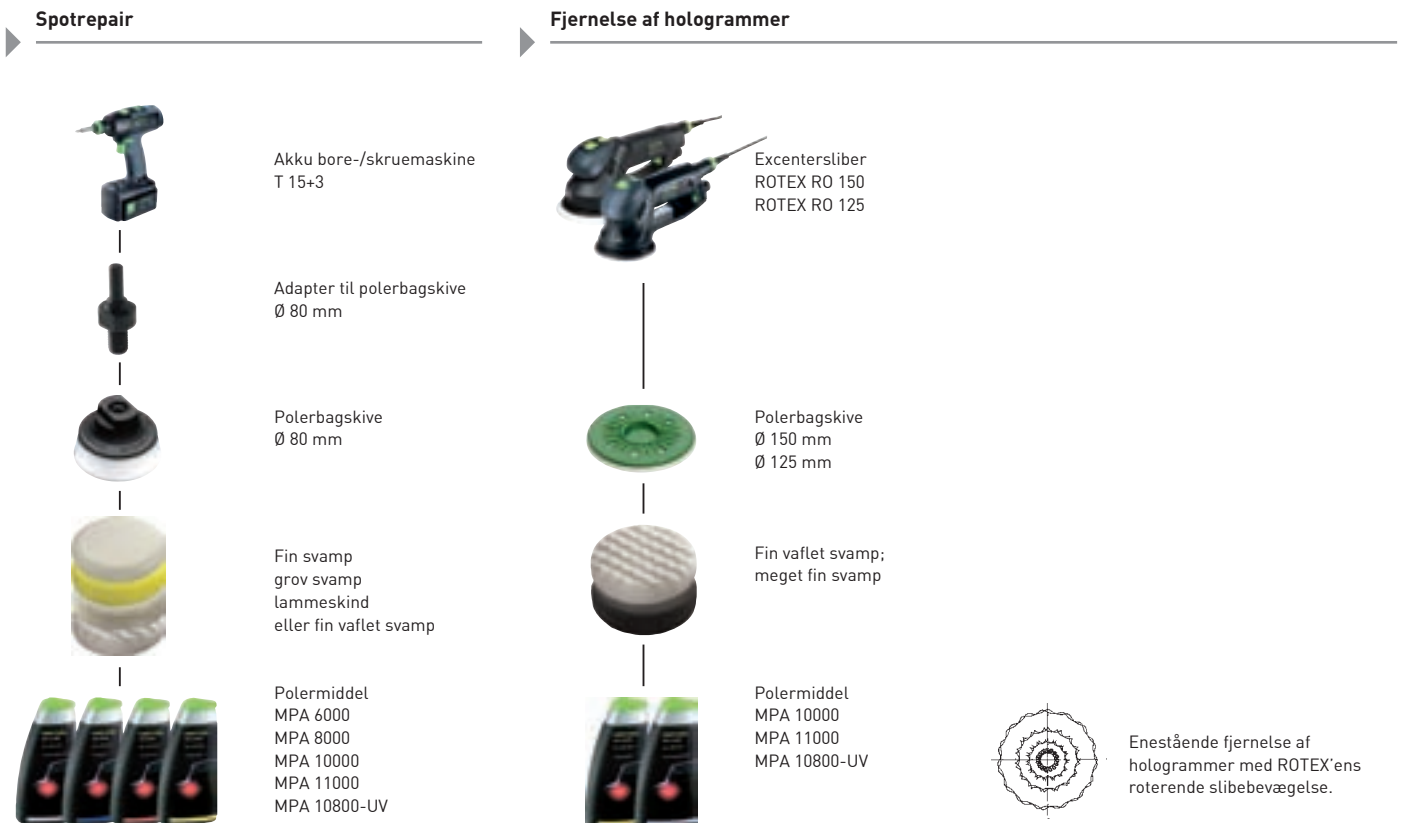 Spotrepair
Akku bore-/skruemaskine
T 15+3
Adapter til polerbagskive
Ø 80 mm
Polerbagskive
Ø 80 mm
Fin svamp
grov svamp
lammeskind
eller fin vaflet svamp
Polermiddel
MPA 6000
MPA 8000
MPA 10000
MPA 11000
MPA 10800-UV
Fjernelse af hologrammer
Excentersliber
ROTEX RO 150
ROTEX RO 125
Polerbagskive
Ø 150 mm
Ø 125 mm
Fin vaflet svamp;
meget fin svamp
Polermiddel
MPA 10000
MPA 11000
MPA 10800-UV
Enestående fjernelse af
hologrammer med ROTEX'ens
roterende slibebevægelse.